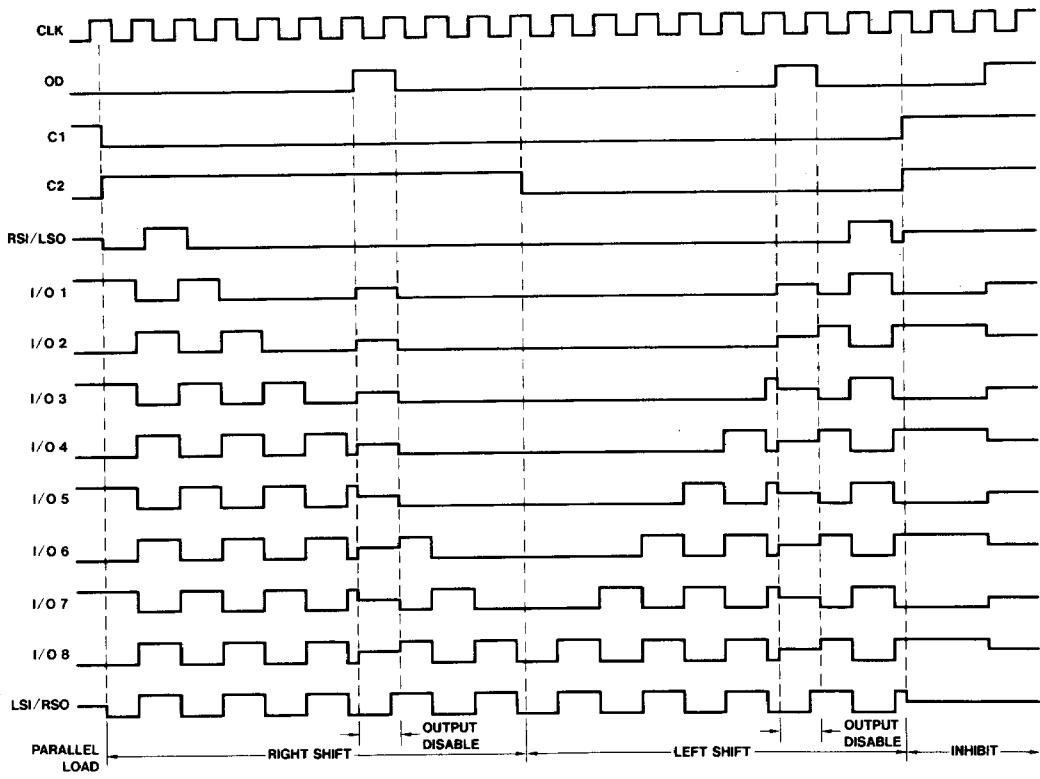 CLK
OD
C1
C2
RSI/LSO
I/O 1
I/O 2
I/O 3
I/O 4
I/O 5
I/O 6
I/O 7
I/O 8
LSI/RSO
PARALLEL
LOAD
RIGHT SHIFT
OUTPUT
DISABLE
LEFT SHIFT
OUTPUT
DISABLE
INHIBIT